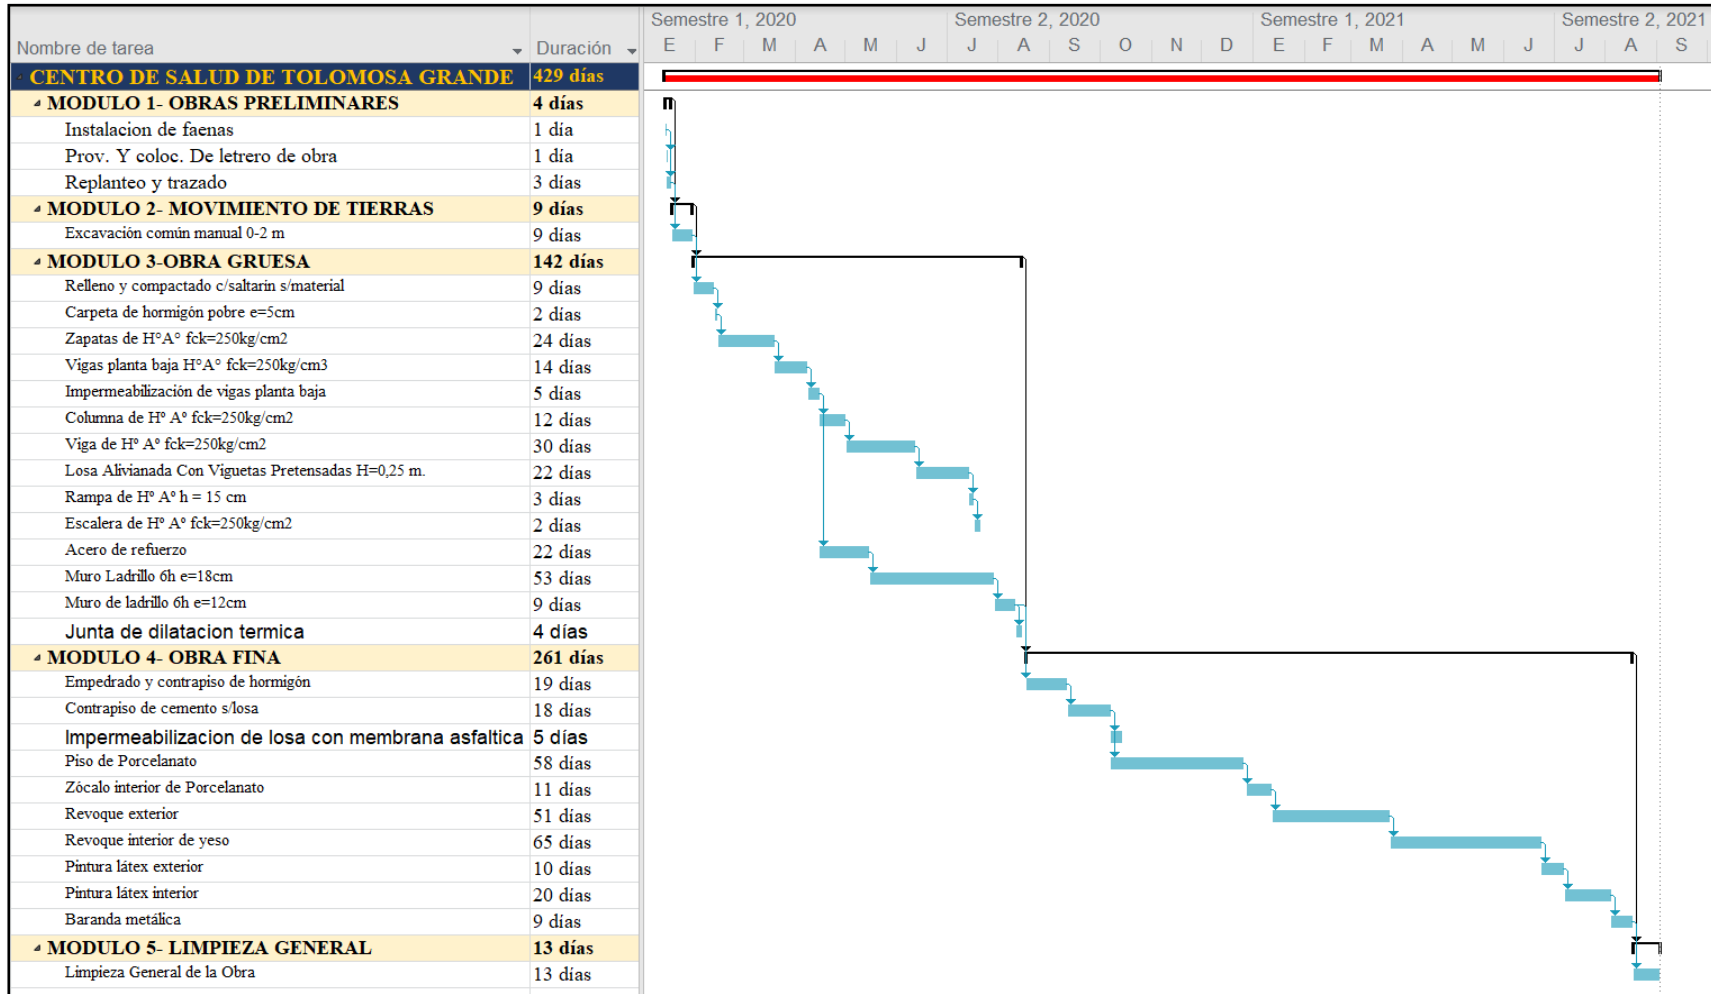 Semestre 1, 2020 Semestre 2, 2020 Semestre 1, 2021 Semestre 2, 2021
Nombre de tarea Duración E F M A M J J A S O N D E F M A M J J A S
CENTRO DE SALUD DE TOLOMOSA GRANDE 429 días
MODULO 1- OBRAS PRELIMINARES 4 días
Instalacion de faenas 1 día
Prov. Y coloc. De letrero de obra 1 día
Replanteo y trazado 3 días
MODULO 2- MOVIMIENTO DE TIERRAS 9 días
Excavación común manual 0-2 m 9 días
MODULO 3-OBRA GRUESA 142 días
Relleno y compactado c/saltarin s/material 9 días
Carpeta de hormigón pobre e=5cm 2 días
Zapatas de H°A° fck=250kg/cm2 24 días
Vigas planta baja H°A° fck=250kg/cm3 14 días
Impermeabilización de vigas planta baja 5 días
Columna de Hº Aº fck=250kg/cm2 12 días
Viga de Hº Aº fck=250kg/cm2 30 días
Losa Alivianada Con Viguetas Pretensadas H=0,25 m. 22 días
Rampa de Hº Aº h = 15 cm 3 días
Escalera de Hº Aº fck=250kg/cm2 2 días
Acero de refuerzo 22 días
Muro Ladrillo 6h e=18cm 53 días
Muro de ladrillo 6h e=12cm 9 días
Junta de dilatacion termica 4 días
MODULO 4- OBRA FINA 261 días
Empedrado y contrapiso de hormigón 19 días
Contrapiso de cemento s/losa 18 días
Impermeabilizacion de losa con membrana asfaltica 5 días
Piso de Porcelanato 58 días
Zócalo interior de Porcelanato 11 días
Revoque exterior 51 días
Revoque interior de yeso 65 días
Pintura látex exterior 10 días
Pintura látex interior 20 días
Baranda metálica 9 días
MODULO 5- LIMPIEZA GENERAL 13 días
Limpieza General de la Obra 13 días